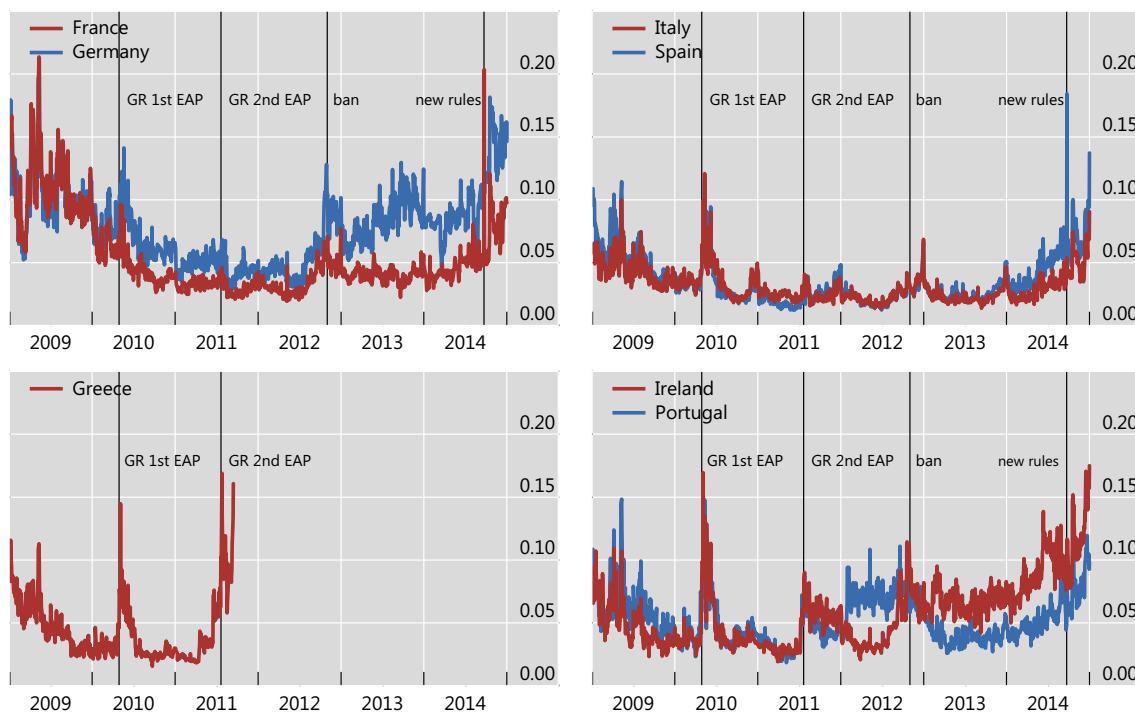 France
Germany
GR 1st EAP
GR 2nd EAP
ban
new rules
0.20
0.15
0.10
0.05
0.00
2009
2010
2011
2012
2013
2014
Italy
Spain
GR 1st EAP
GR 2nd EAP
ban
new rules
0.20
0.15
0.10
0.05
0.00
2009
2010
2011
2012
2013
2014
Greece
GR 1st EAP
GR 2nd EAP
0.20
0.15
0.10
0.05
0.00
2009
2010
2011
2012
2013
2014
Ireland
Portugal
GR 1st EAP
GR 2nd EAP
ban
new rules
0.20
0.15
0.10
0.05
0.00
2009
2010
2011
2012
2013
2014